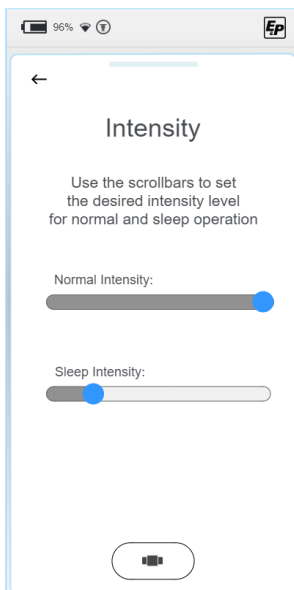 96%
EP
Intensity
Use the scrollbars to set
the desired intensity level
for normal and sleep operation
Normal Intensity:
Sleep Intensity: